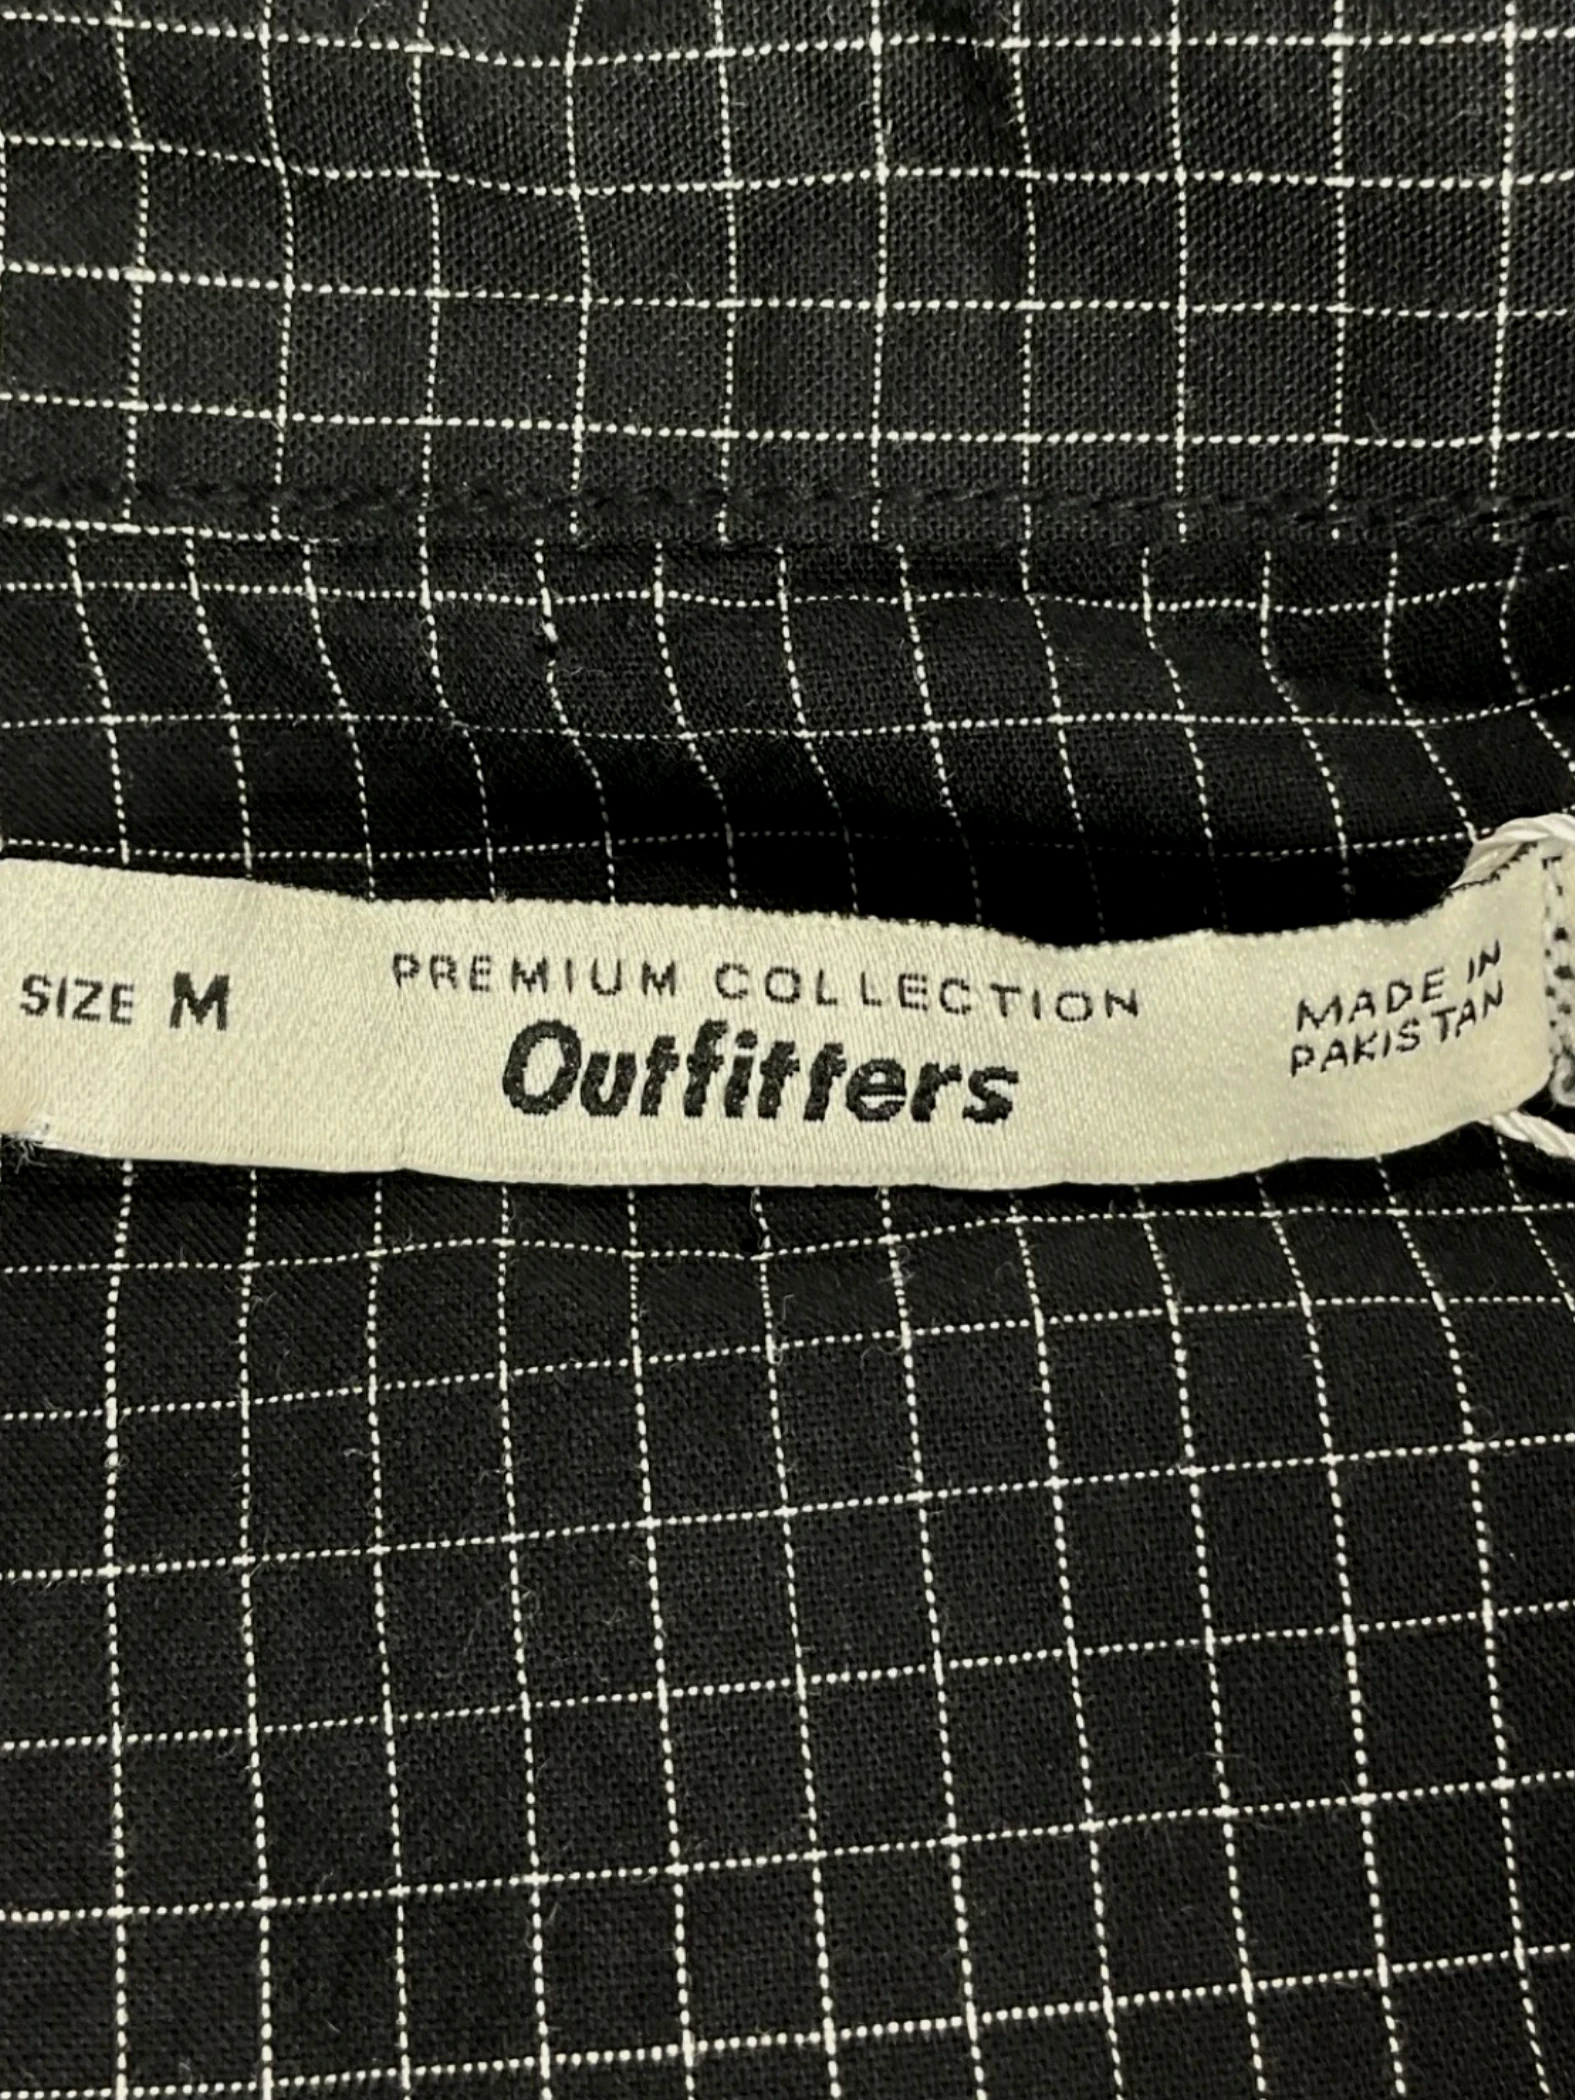 SIZE M
PREMIUM COLLECTION
Outfitters
MADE IN
PAKISTAN